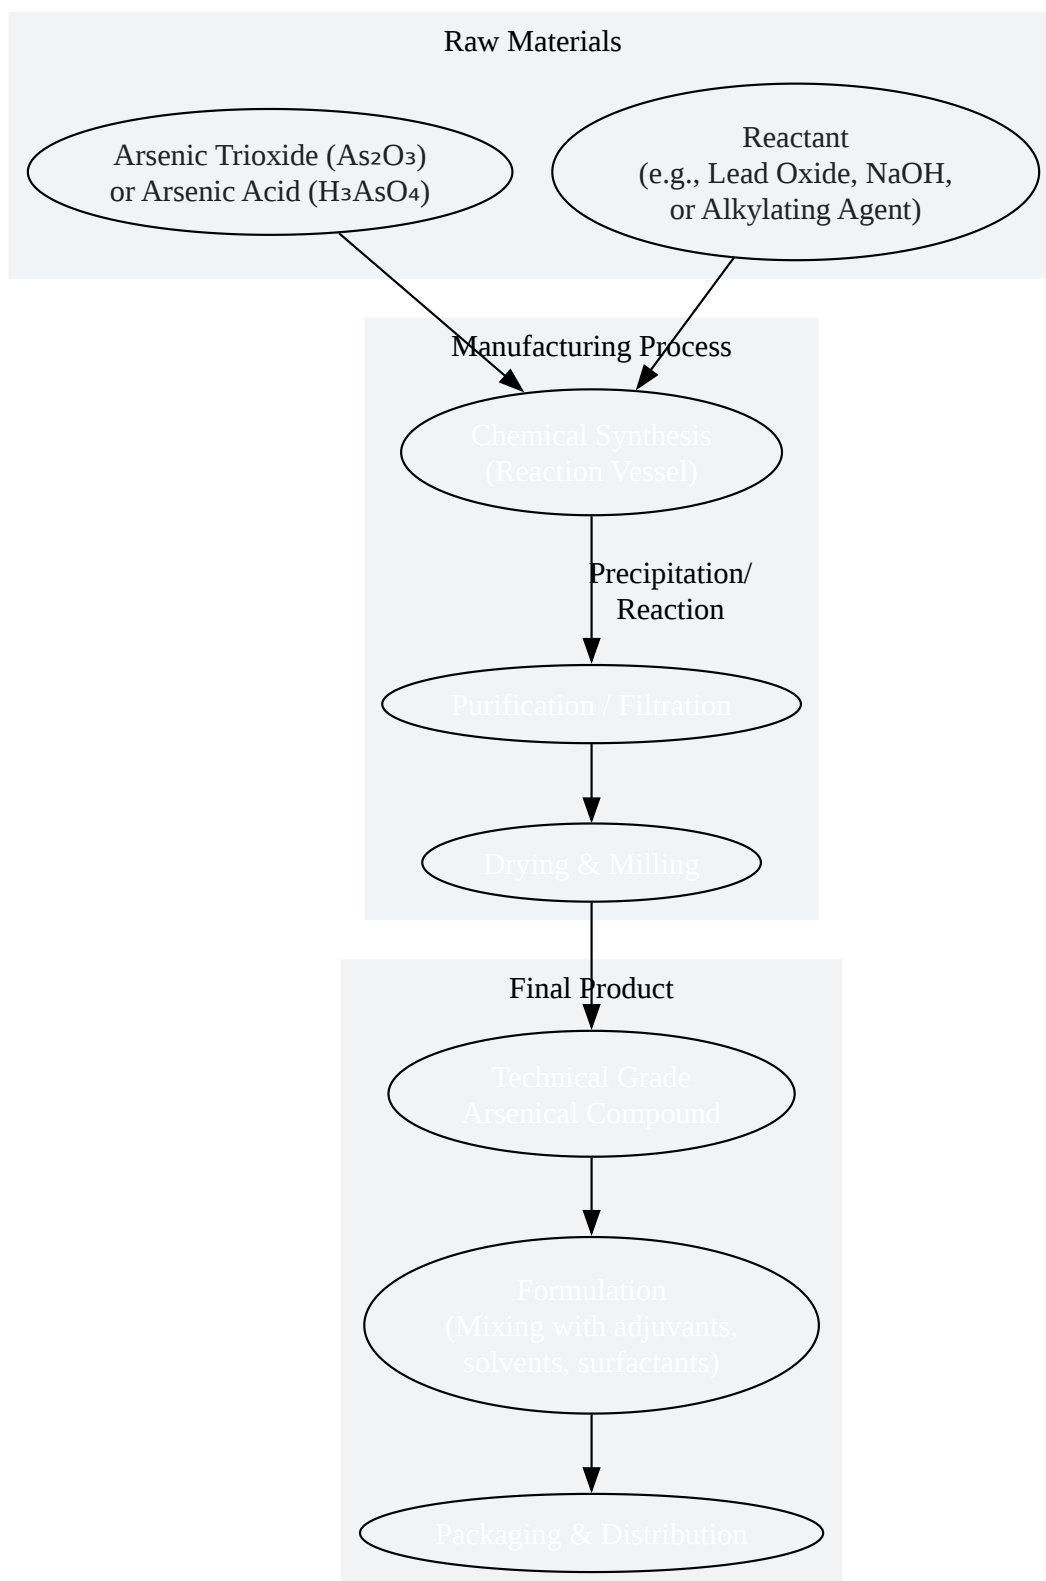 Raw Materials
Arsenic Trioxide (As₂O₃)
or Arsenic Acid (H₃AsO₄)
Reactant
(e.g., Lead Oxide, NaOH,
or Alkylating Agent)
Manufacturing Process
Chemical Synthesis
(Reaction Vessel)
Precipitation/
Reaction
Purification / Filtration
Drying & Milling
Final Product
Technical Grade
Arsenical Compound
Formulation
(Mixing with adjuvants,
solvents, surfactants)
Packaging & Distribution